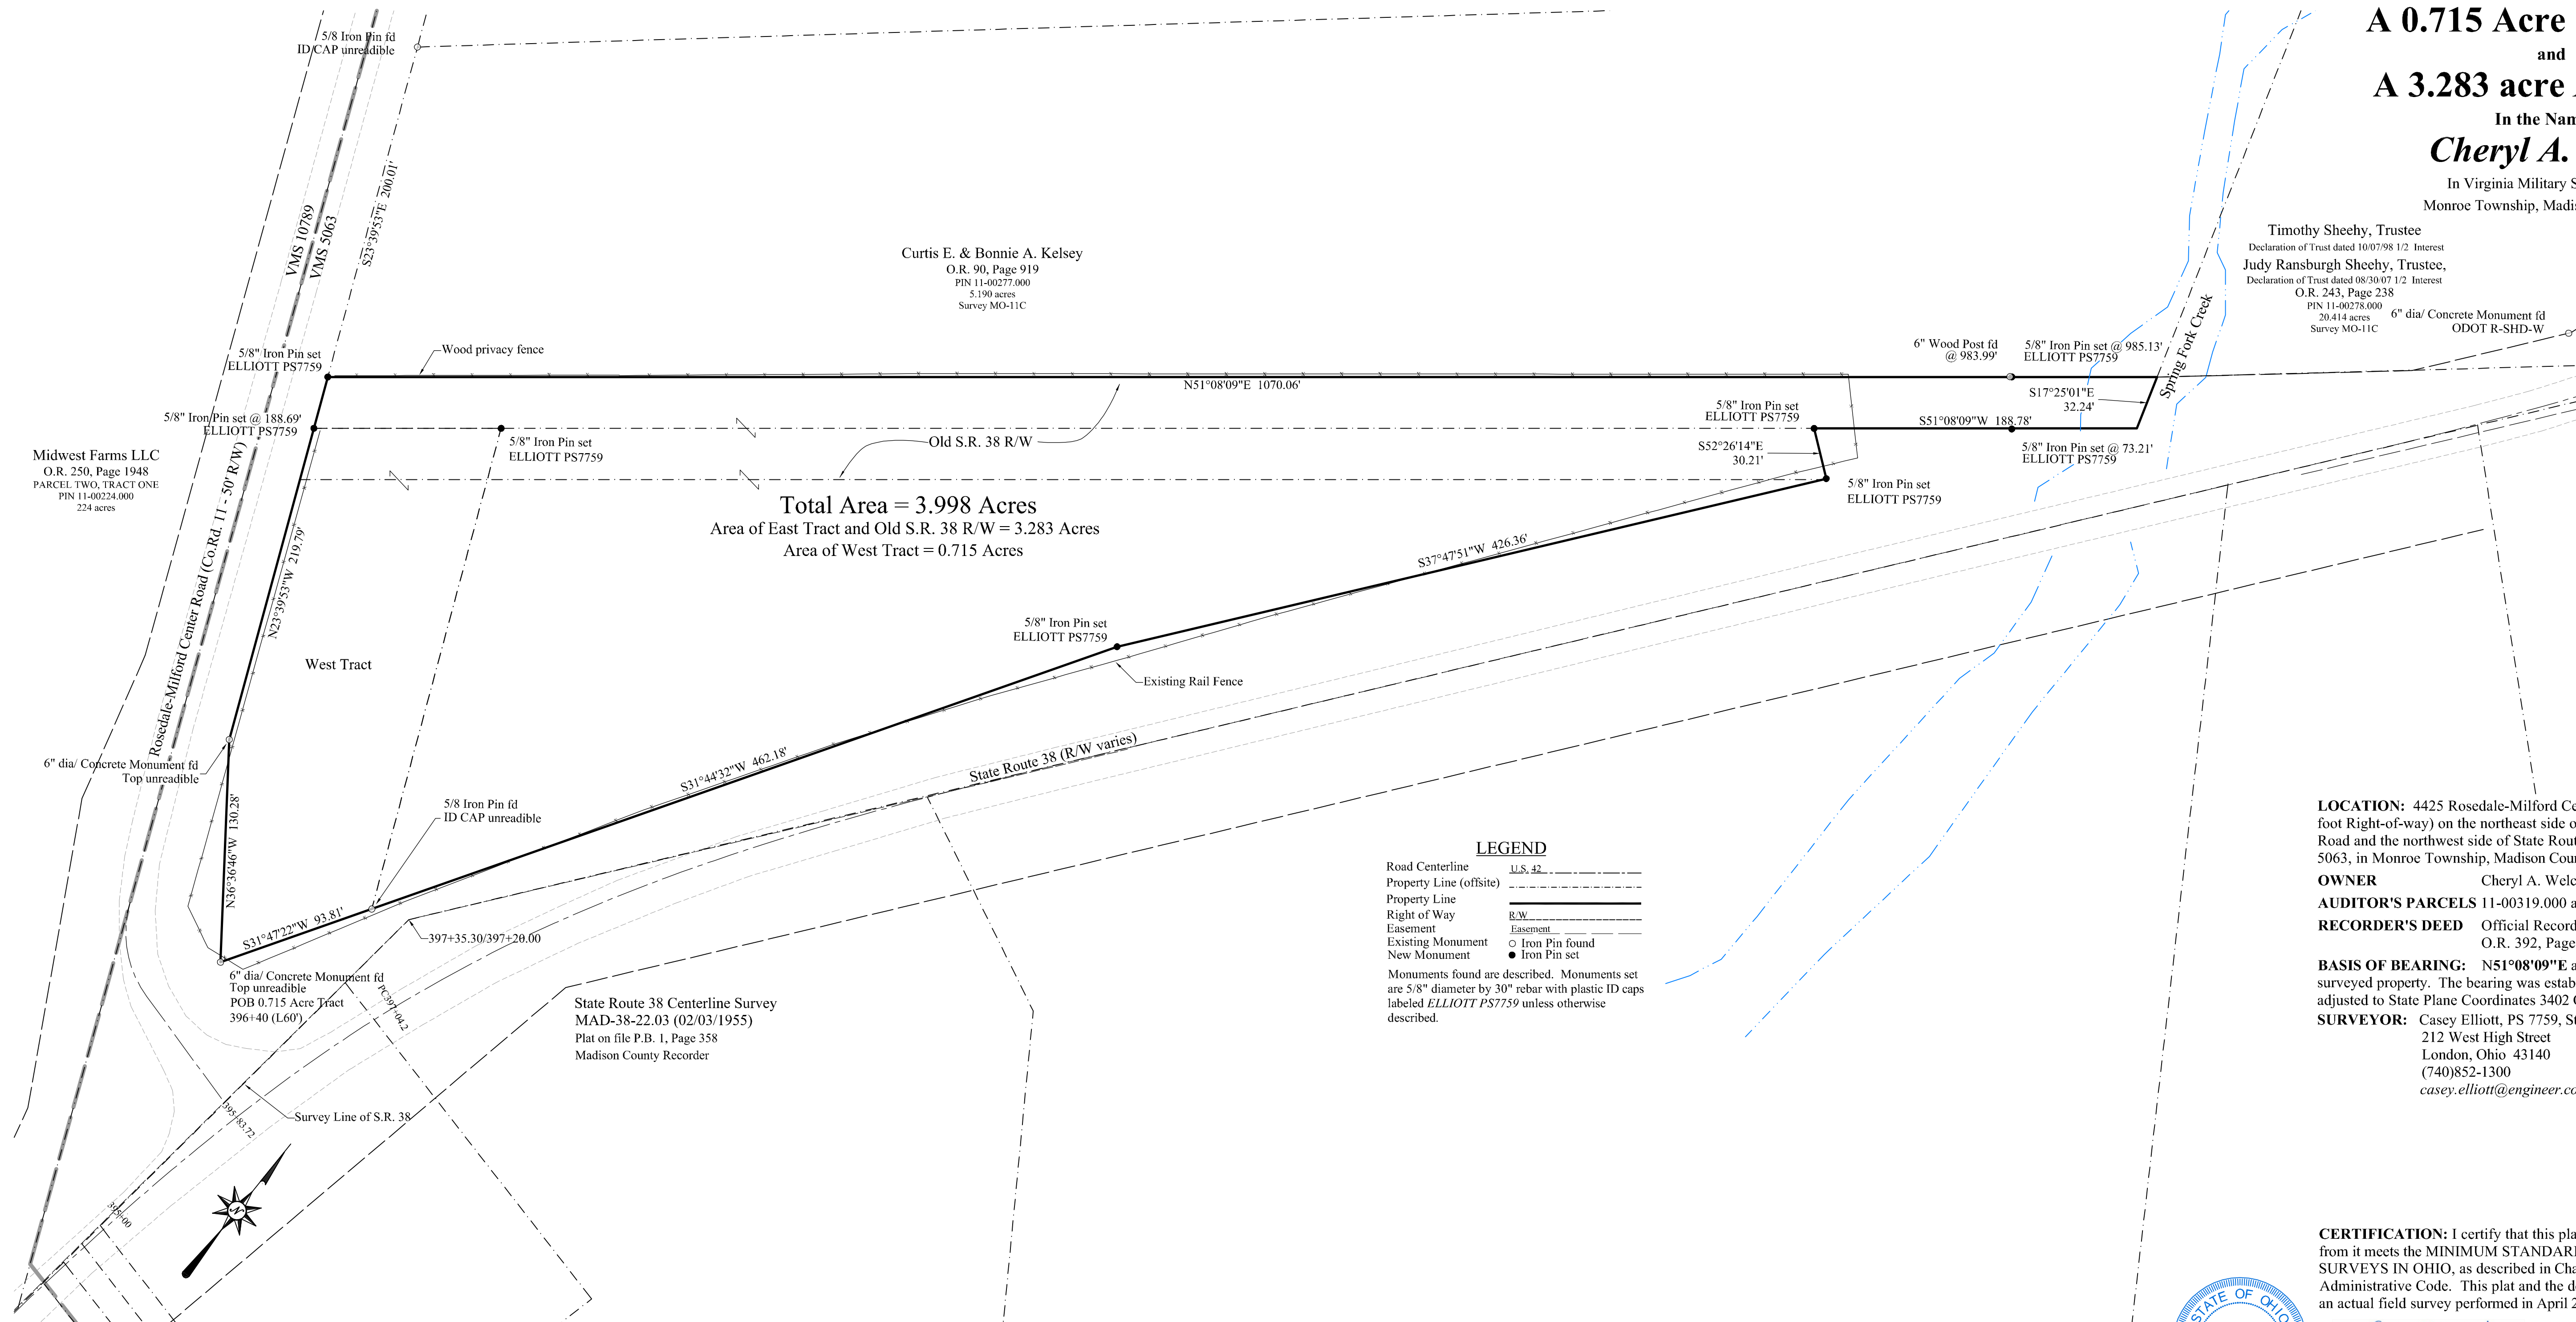 5/8 Iron Pin fd
ID CAP unreadible
VMS 10789
VMS 5063
S23°39'53"E 200.01'
A 0.715 Acre
and
A 3.283 acre
In the Nam
Cheryl A.
In Virginia Military S
Monroe Township, Madis
Curtis E. & Bonnie A. Kelsey
O.R. 90, Page 919
PIN 11-00277.000
5.190 acres
Survey MO-11C
Timothy Sheehy, Trustee
Declaration of Trust dated 10/07/98 1/2 Interest
Judy Ransburgh Sheehy, Trustee,
Declaration of Trust dated 08/30/07 1/2 Interest
O.R. 243, Page 238
PIN 11-00278.000
20.414 acres
Survey MO-11C
6" dia/ Concrete Monument fd
ODOT R-SHD-W
Spring Fork Creek
5/8" Iron Pin set
ELLIOTT PS7759
Wood privacy fence
N51°08'09"E 1070.06'
6" Wood Post fd
@ 983.99'
5/8" Iron Pin set @ 985.13'
ELLIOTT PS7759
S17°25'01"E
32.24'
5/8" Iron Pin set @ 188.69'
ELLIOTT PS7759
5/8" Iron Pin set
ELLIOTT PS7759
Old S.R. 38 R/W
5/8" Iron Pin set
ELLIOTT PS7759
S51°08'09"W 188.78'
5/8" Iron Pin set @ 73.21'
ELLIOTT PS7759
S52°26'14"E
30.21'
5/8" Iron Pin set
ELLIOTT PS7759
Midwest Farms LLC
O.R. 250, Page 1948
PARCEL TWO, TRACT ONE
PIN 11-00224.000
224 acres
Rosedale-Milford Center Road (Co.Rd. 11 - 50' R/W)
N23°39'53"W 219.79'
Total Area = 3.998 Acres
Area of East Tract and Old S.R. 38 R/W = 3.283 Acres
Area of West Tract = 0.715 Acres
S37°47'51"W 426.36'
5/8" Iron Pin set
ELLIOTT PS7759
Existing Rail Fence
West Tract
S31°44'32"W 462.18'
State Route 38 (R/W varies)
6" dia/ Concrete Monument fd
Top unreadible
N36°36'46"W 130.28'
5/8 Iron Pin fd
ID CAP unreadible
S31°47'22"W 93.81'
397+35.30/397+20.00
6" dia/ Concrete Monument fd
Top unreadible
POB 0.715 Acre Tract
396+40 (L60')
PC397+04.2
State Route 38 Centerline Survey
MAD-38-22.03 (02/03/1955)
Plat on file P.B. 1, Page 358
Madison County Recorder
395+83.72
Survey Line of S.R. 38
395+00
N
LEGEND
Road Centerline U.S. 42
Property Line (offsite)
Property Line
Right of Way R/W
Easement Easement
Existing Monument Iron Pin found
New Monument Iron Pin set
Monuments found are described. Monuments set
are 5/8" diameter by 30" rebar with plastic ID caps
labeled ELLIOTT PS7759 unless otherwise
described.
LOCATION: 4425 Rosedale-Milford Ce
foot Right-of-way) on the northeast side o
Road and the northwest side of State Rout
5063, in Monroe Township, Madison Coun
OWNER Cheryl A. Welc
AUDITOR'S PARCELS 11-00319.000 a
RECORDER'S DEED Official Record
O.R. 392, Page
BASIS OF BEARING: N51°08'09"E a
surveyed property. The bearing was estab
adjusted to State Plane Coordinates 3402
SURVEYOR: Casey Elliott, PS 7759, St
212 West High Street
London, Ohio 43140
(740)852-1300
casey.elliott@engineer.co
CERTIFICATION: I certify that this pla
from it meets the MINIMUM STANDAR
SURVEYS IN OHIO, as described in Cha
Administrative Code. This plat and the d
an actual field survey performed in April 2
STATE OF OHIO